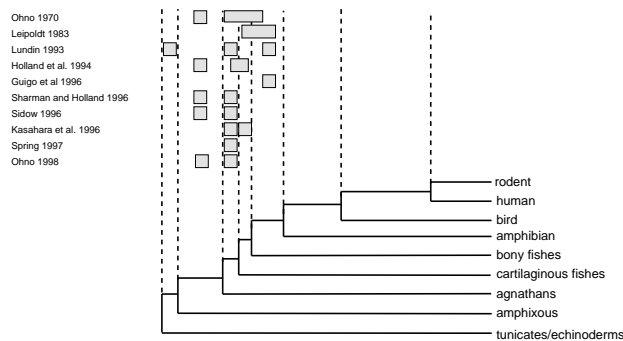 Ohno 1970
Leipoldt 1983
Lundin 1993
Holland et al. 1994
Guigo et al 1996
Sharman and Holland 1996
Sidow 1996
Kasahara et al. 1996
Spring 1997
Ohno 1998
rodent
human
bird
amphibian
bony fishes
cartilaginous fishes
agnathans
amphixous
tunicates/echinoderms